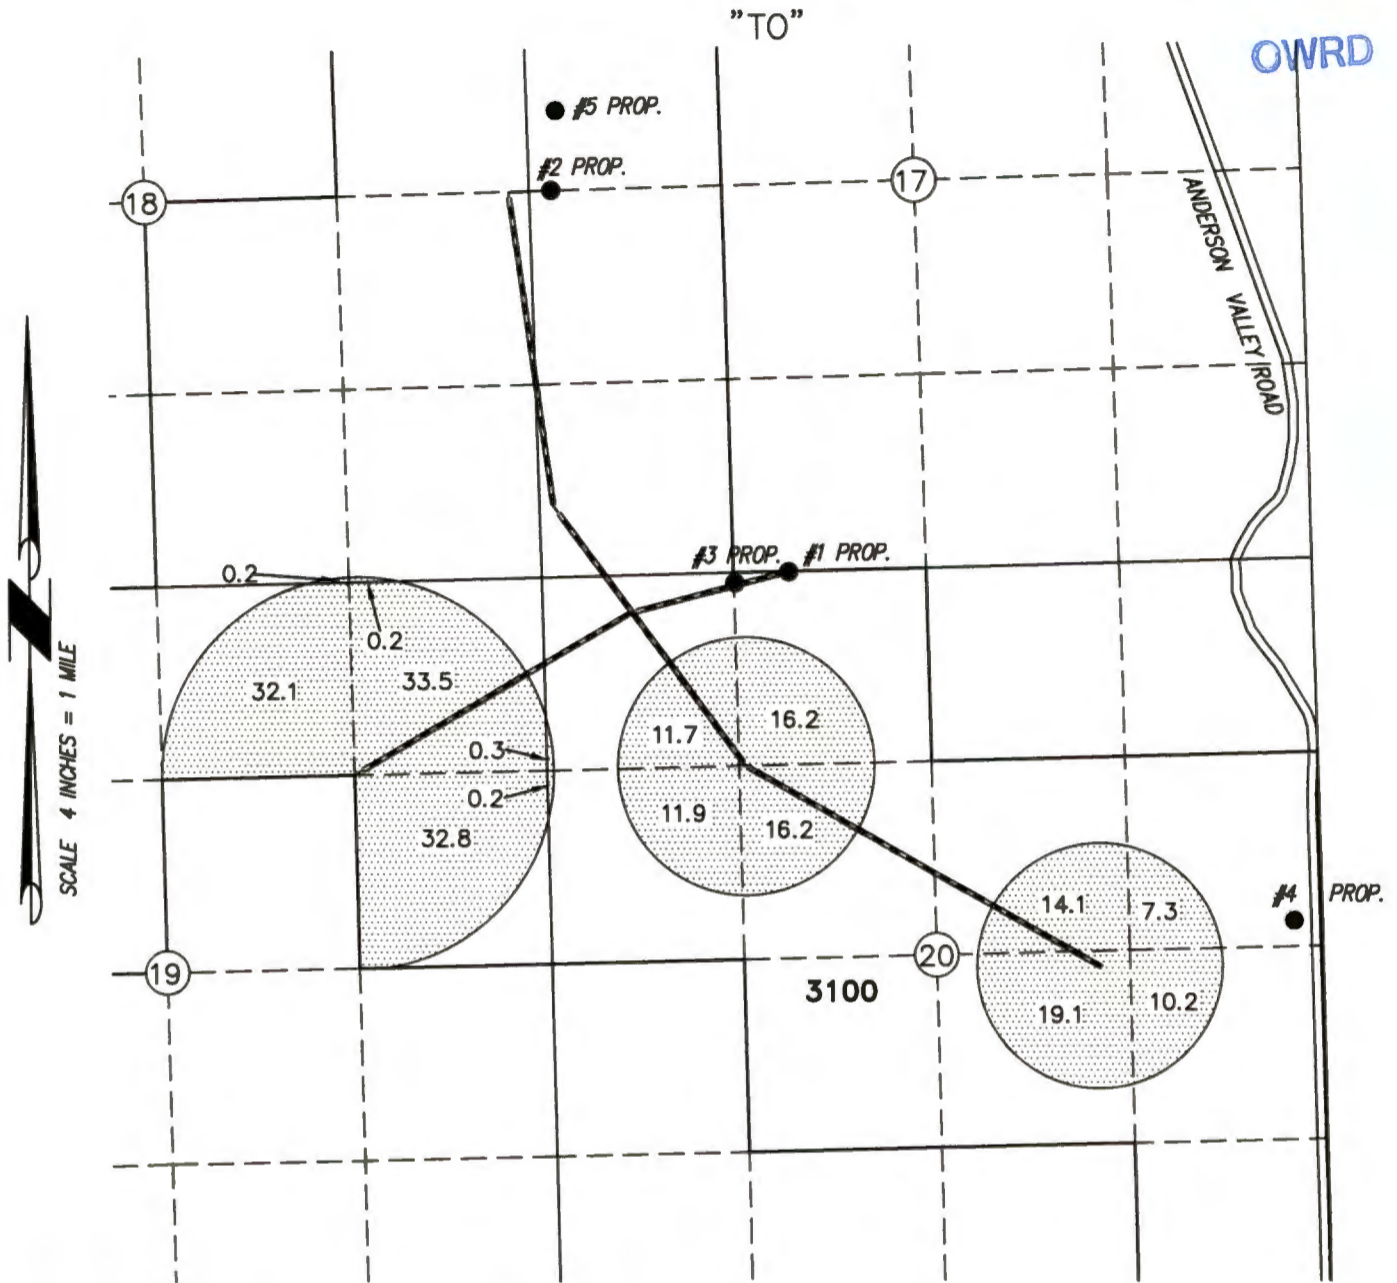 "TO"
OWRD
#5 PROP.
#2 PROP.
18
17
ANDERSON VALLEY ROAD
#3 PROP.
#1 PROP.
0.2
0.2
32.1
33.5
0.3
0.2
32.8
11.7
16.2
11.9
16.2
14.1
7.3
#4 PROP.
19
20
3100
19.1
10.2
SCALE 4 INCHES = 1 MILE